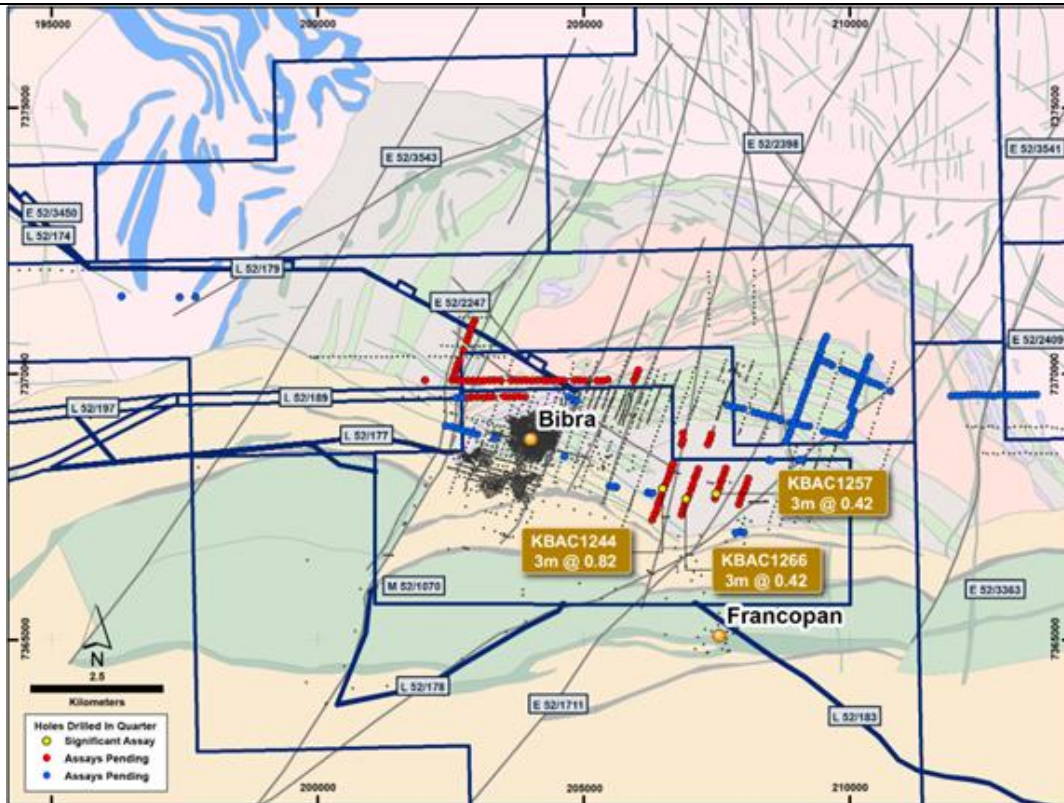 195000
200000
205000
210000
7375000
7375000
E 52/3543
E 52/2398
E 52/3541
E 52/3450
L 52/174
L 52/179
E 52/2247
E 52/2409
7370000
7370000
L 52/197
L 52/189
L 52/177
Bibra
KBAC1257
3m @ 0.42
KBAC1244
3m @ 0.82
KBAC1266
3m @ 0.42
M 52/1070
E 52/3363
Francopan
7365000
7365000
N
2.5
Kilometers
L 52/178
E 52/1711
L 52/183
Holes Drilled In Quarter
Significant Assay
Assays Pending
Assays Pending
200000
205000
210000